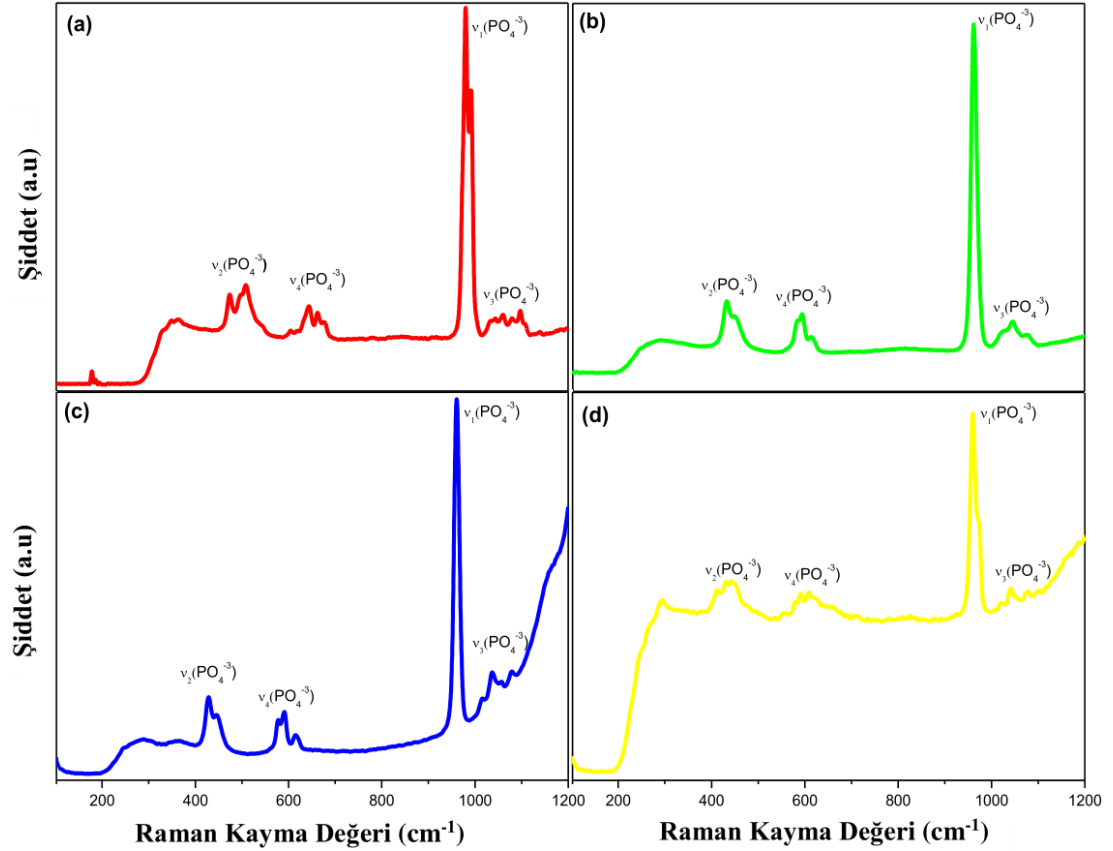 (a)
ν1(PO4-3)
ν2(PO4-3)
ν4(PO4-3)
ν3(PO4-3)
(b)
ν1(PO4-3)
ν2(PO4-3)
ν4(PO4-3)
ν3(PO4-3)
Şiddet (a.u)
(c)
ν1(PO4-3)
ν3(PO4-3)
ν2(PO4-3)
ν4(PO4-3)
(d)
ν1(PO4-3)
ν2(PO4-3)
ν4(PO4-3)
ν3(PO4-3)
Şiddet (a.u)
200 400 600 800 1000 1200
200 400 600 800 1000 1200
Raman Kayma Değeri (cm-1)
Raman Kayma Değeri (cm-1)